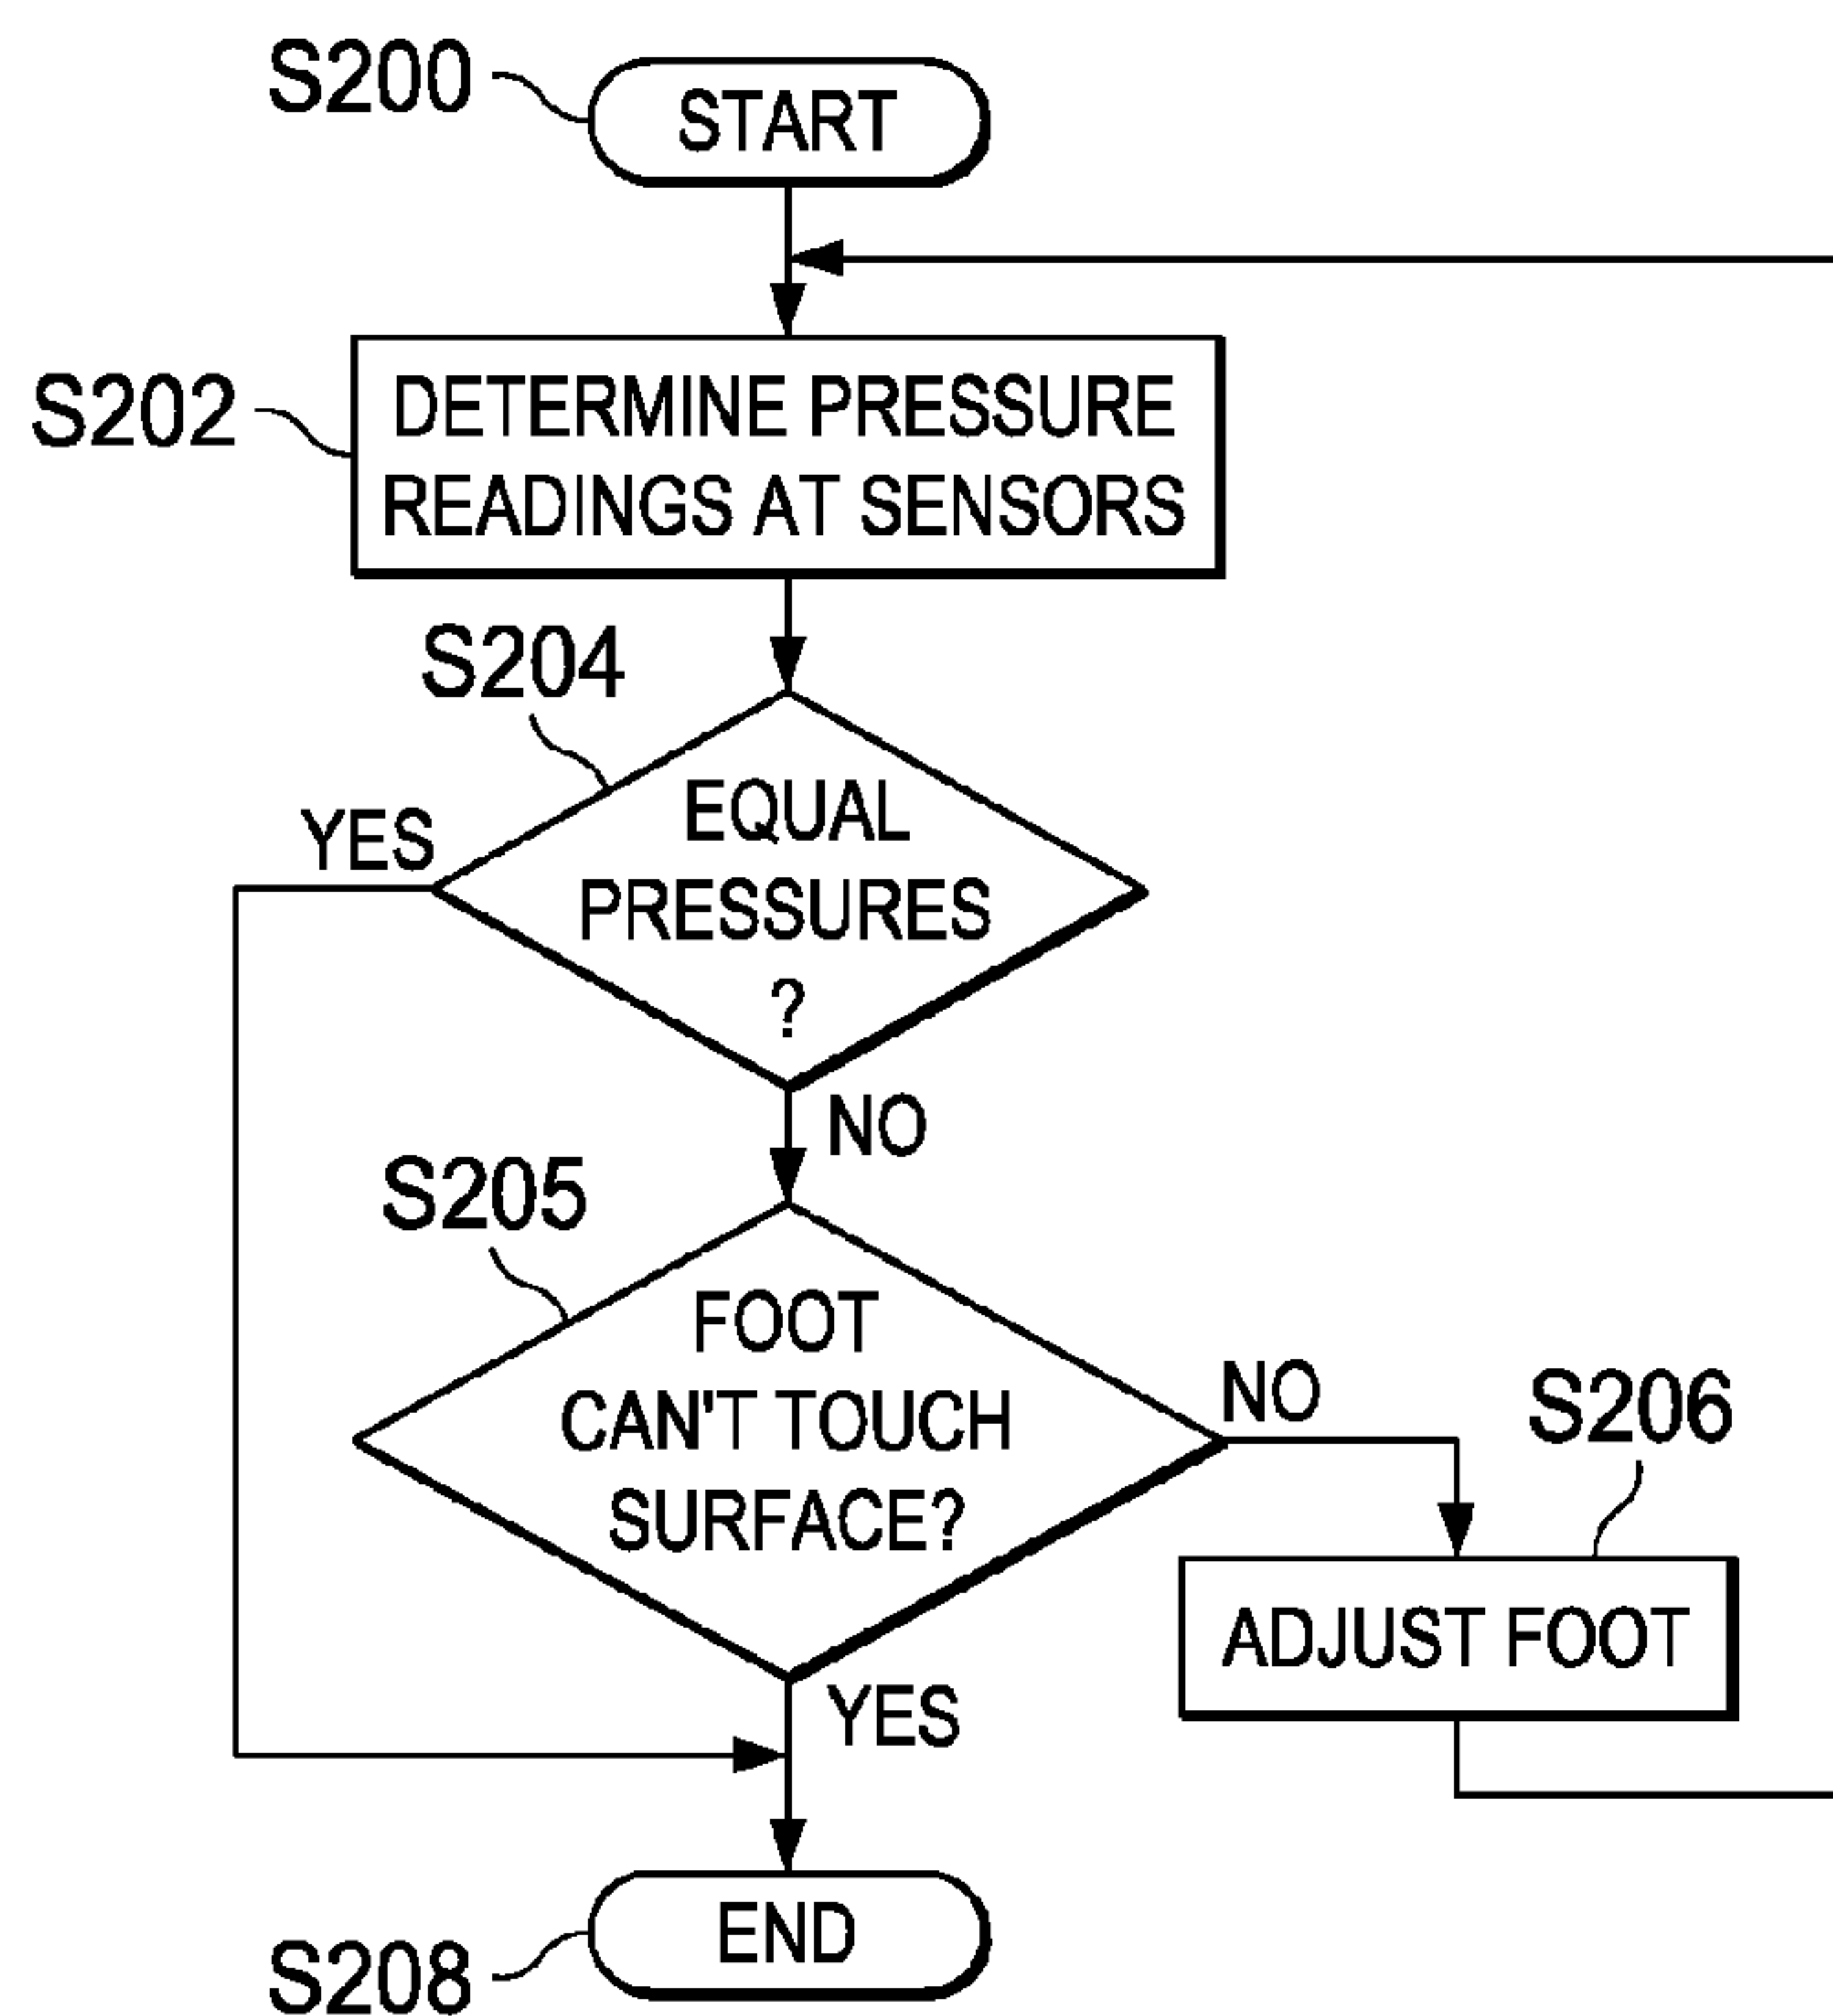 S200
START
S202
DETERMINE PRESSURE
READINGS AT SENSORS
S204
EQUAL
PRESSURES
?
YES
NO
S205
FOOT
CAN'T TOUCH
SURFACE?
NO
S206
ADJUST FOOT
YES
END
S208